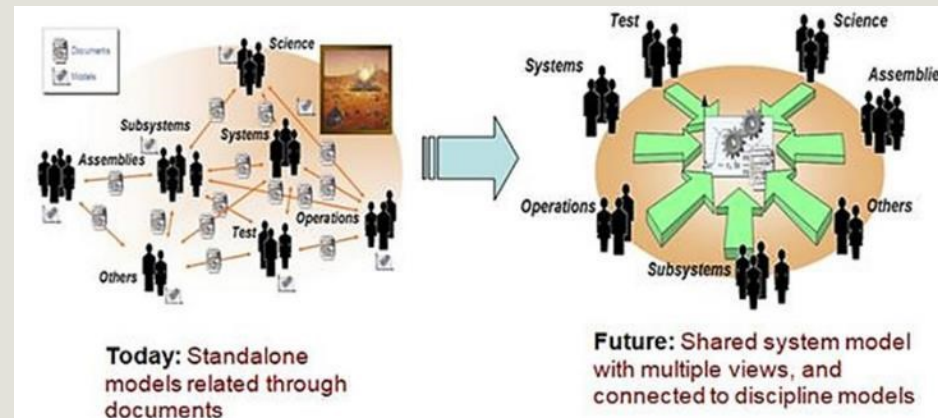 Documents
Models
Science
Subsystems
Systems
Assemblies
Operations
Test
Others
Today: Standalone
models related through
documents
Test
Science
Systems
Assemblie
Operations
Others
Subsystems
Future: Shared system model
with multiple views, and
connected to discipline models